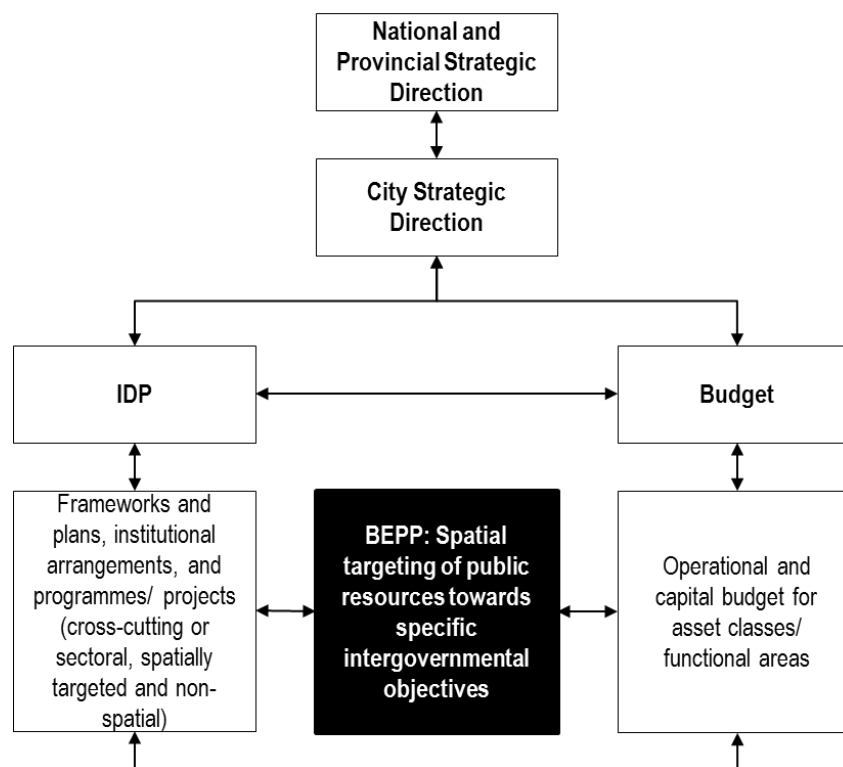 National and
Provincial Strategic
Direction
City Strategic
Direction
IDP
Budget
Frameworks and
plans, institutional
arrangements, and
programmes/ projects
(cross-cutting or
sectoral, spatially
targeted and non-
spatial)
BEPP: Spatial
targeting of public
resources towards
specific
intergovernmental
objectives
Operational and
capital budget for
asset classes/
functional areas